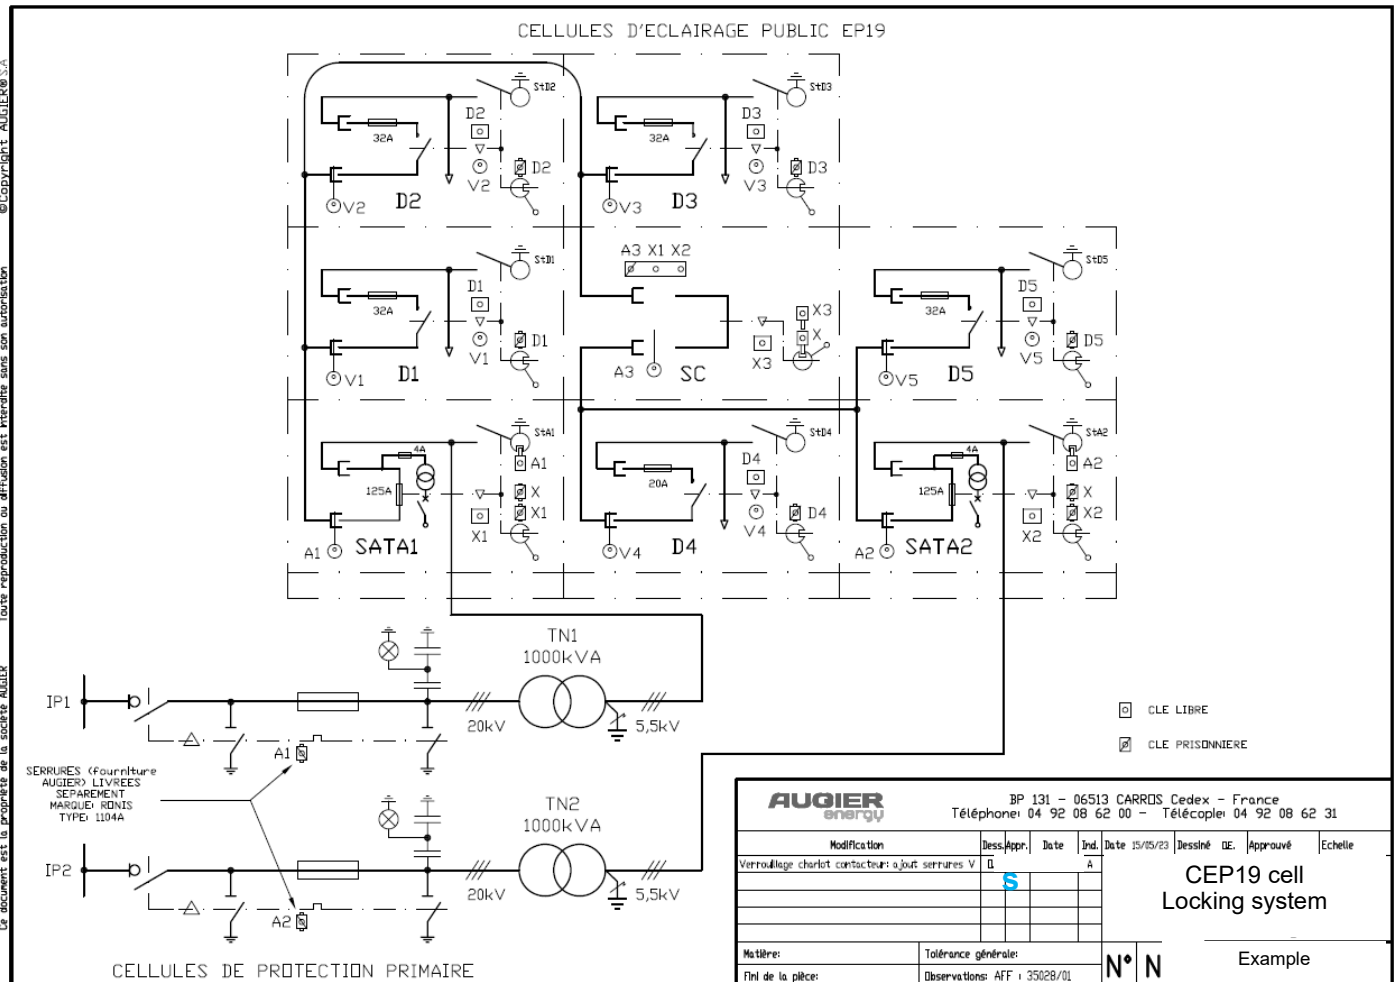 CELLULES D'ECLAIRAGE PUBLIC EP19
StD2
D2
32A
D2
V2
V2
D2
StD3
D3
32A
D3
V3
V3
D3
StD1
D1
32A
D1
V1
V1
D1
A3 X1 X2
X3
X
X3
A3
SC
StD5
D5
32A
D5
V5
V5
D5
StA1
4A
A1
125A
X
X1
X1
A1
SATA1
StD4
D4
20A
D4
V4
V4
D4
StA2
4A
A2
125A
X
X2
X2
A2
SATA2
TN1
1000kVA
IP1
20kV
5,5kV
A1
SERRURES (Fourniture
AUGIER) LIVREES
SEPAREMENT
MARQUE: RONIS
TYPE: 1104A
TN2
1000kVA
IP2
20kV
5,5kV
A2
CELLULES DE PROTECTION PRIMAIRE
CLE LIBRE
CLE PRISONNIERE
AUGIER
energy
BP 131 - 06513 CARROS Cedex - France
Téléphone: 04 92 08 62 00 - Télécopie: 04 92 08 62 31
Modification Dess. Appr. Date Ind. Date 15/05/23 Dessiné Œ. Approuvé Echelle
Verrouillage chariot contacteur: ajout serrures V A
S
CEP19 cell
Locking system
Matière: Tolérance générale:
Fini de la pièce: Observations: AFF : 35028/01
N° N
Example
©Copyright AUGIER® S.A
Toute reproduction ou diffusion est interdite sans son autorisation
Ce document est la propriété de la société AUGIER